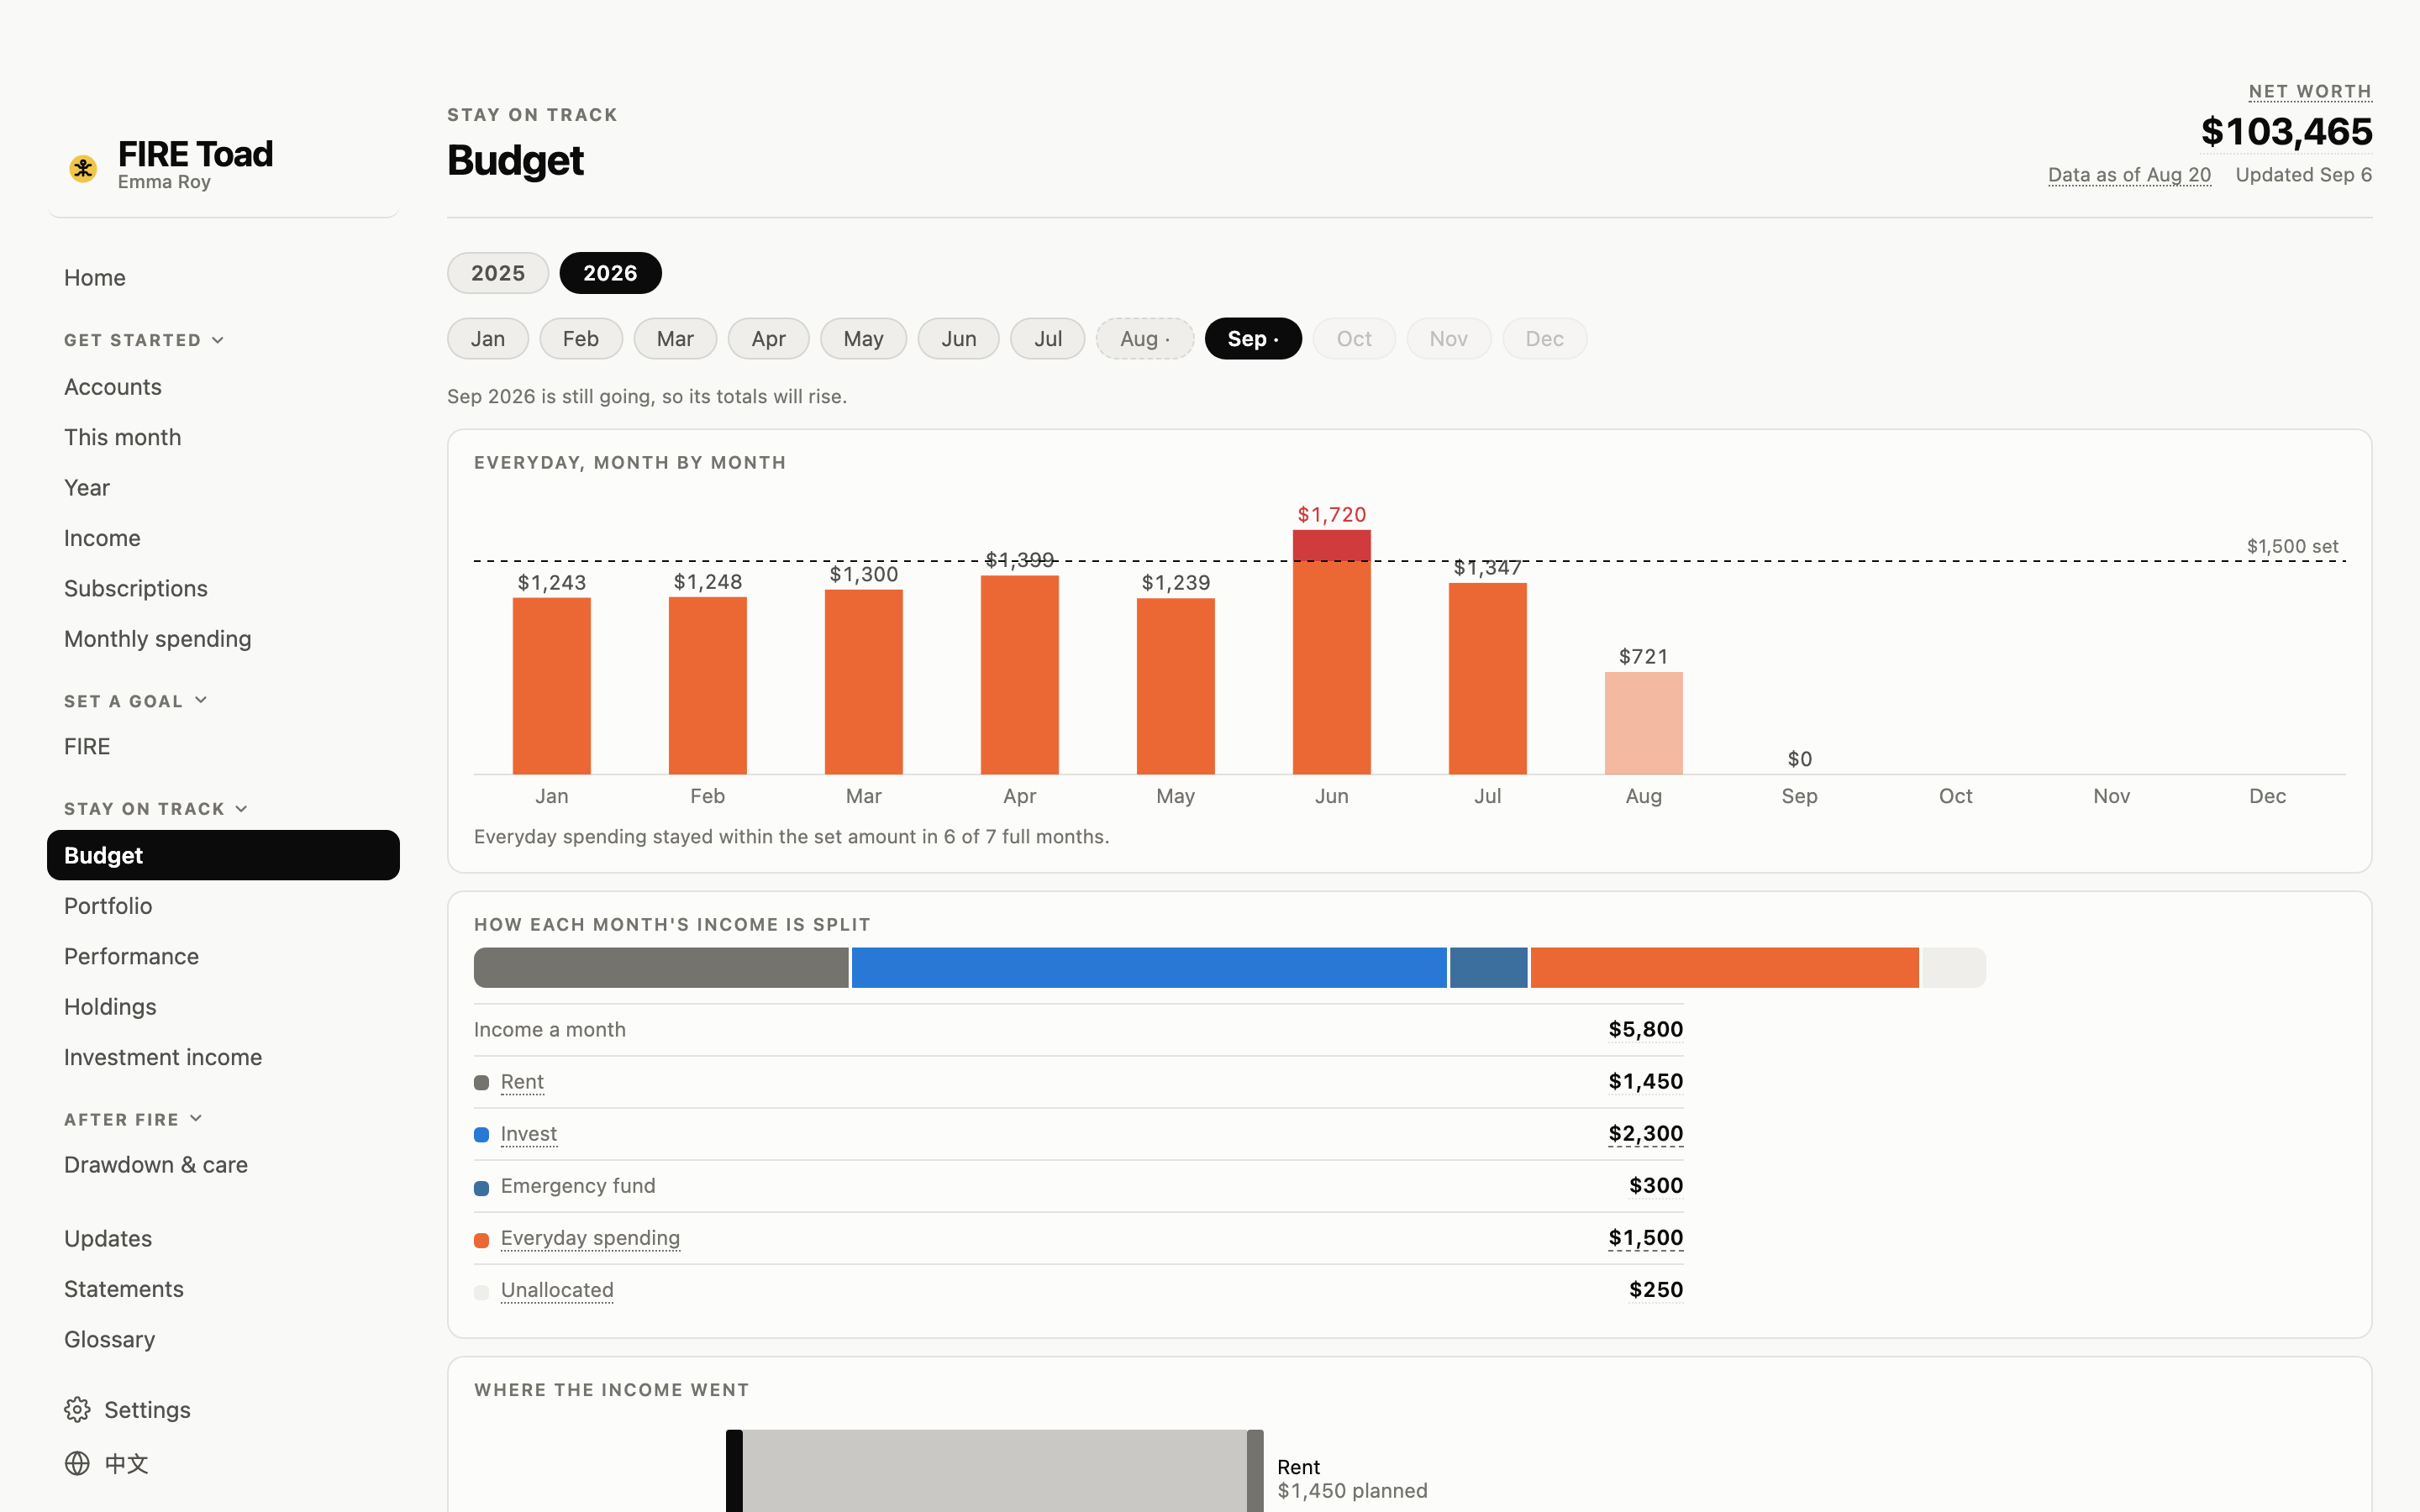 FIRE Toad
Emma Roy
Home
GET STARTED
Accounts
This month
Year
Income
Subscriptions
Monthly spending
SET A GOAL
FIRE
STAY ON TRACK
Budget
Portfolio
Performance
Holdings
Investment income
AFTER FIRE
Drawdown & care
Updates
Statements
Glossary
Settings
中文
STAY ON TRACK
Budget
NET WORTH
$103,465
Data as of Aug 20 Updated Sep 6
2025 2026
Jan Feb Mar Apr May Jun Jul Aug · Sep · Oct Nov Dec
Sep 2026 is still going, so its totals will rise.
EVERYDAY, MONTH BY MONTH
$1,243 $1,248 $1,300 $1,399 $1,239 $1,720 $1,347 $721 $0
$1,500 set
Jan Feb Mar Apr May Jun Jul Aug Sep Oct Nov Dec
Everyday spending stayed within the set amount in 6 of 7 full months.
HOW EACH MONTH'S INCOME IS SPLIT
Income a month $5,800
Rent $1,450
Invest $2,300
Emergency fund $300
Everyday spending $1,500
Unallocated $250
WHERE THE INCOME WENT
Rent
$1,450 planned